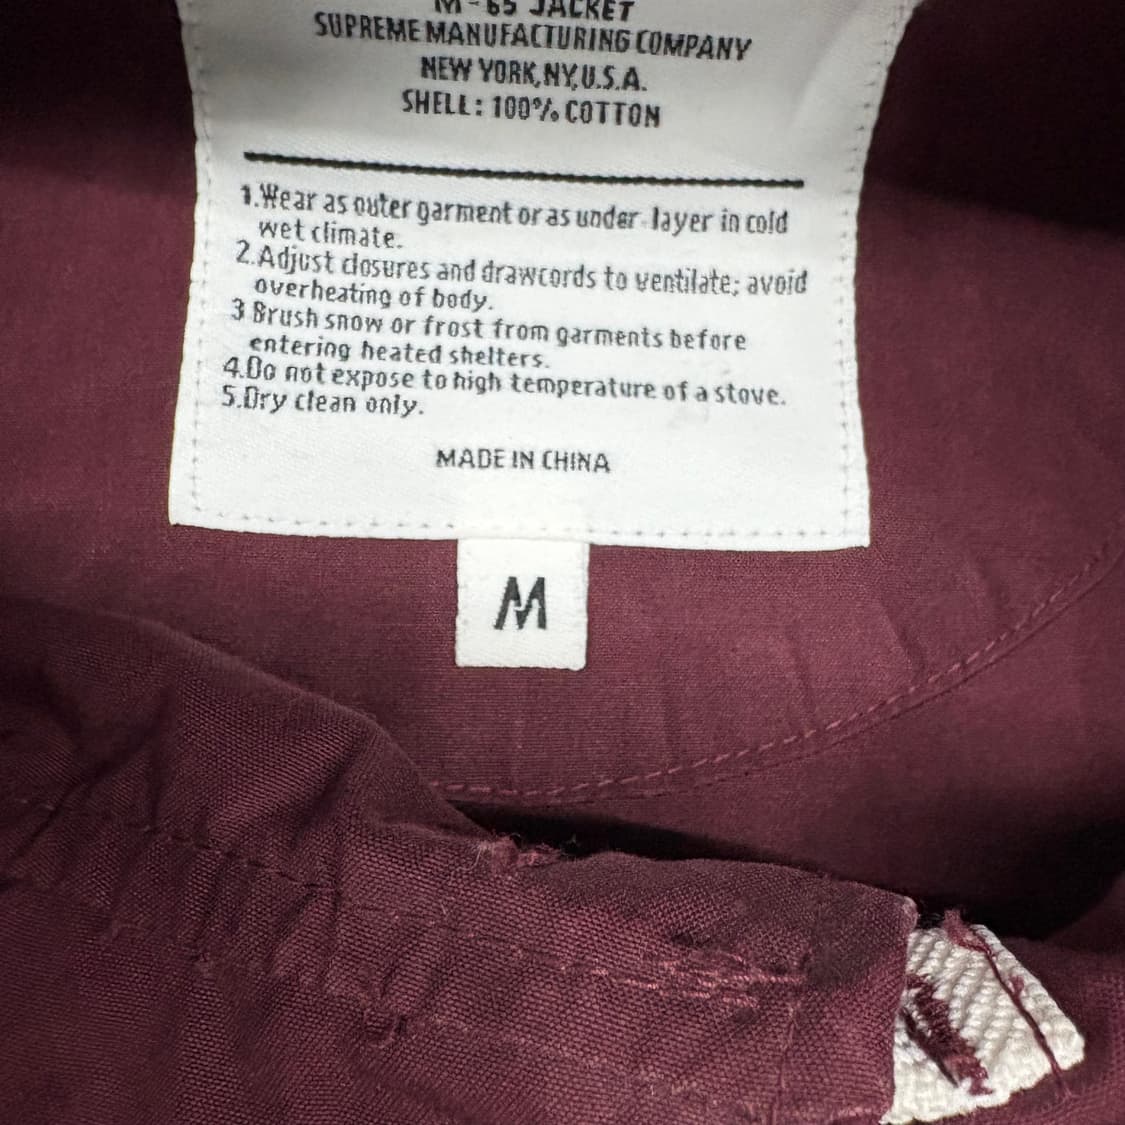 M-65 JACKET
SUPREME MANUFACTURING COMPANY
NEW YORK,NY,U.S.A.
SHELL: 100% COTTON
1.Wear as outer garment or as under-layer in cold
wet climate.
2.Adjust closures and drawcords to ventilate; avoid
overheating of body.
3 Brush snow or frost from garments before
entering heated shelters.
4.Do not expose to high temperature of a stove.
5.Dry clean only.
MADE IN CHINA
M